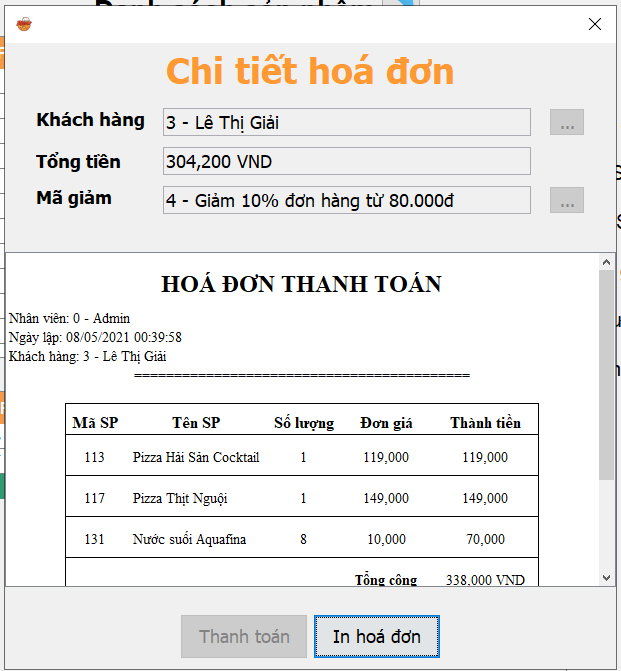 Chi tiết hoá đơn
Khách hàng 3 - Lê Thị Giải ...
Tổng tiền 304,200 VND
Mã giảm 4 - Giảm 10% đơn hàng từ 80.000đ ...
HOÁ ĐƠN THANH TOÁN
Nhân viên: 0 - Admin
Ngày lập: 08/05/2021 00:39:58
Khách hàng: 3 - Lê Thị Giải
==========================================
Mã SP Tên SP Số lượng Đơn giá Thành tiền
113 Pizza Hải Sản Cocktail 1 119,000 119,000
117 Pizza Thịt Nguội 1 149,000 149,000
131 Nước suối Aquafina 8 10,000 70,000
Tổng cộng 338,000 VND
Thanh toán In hoá đơn